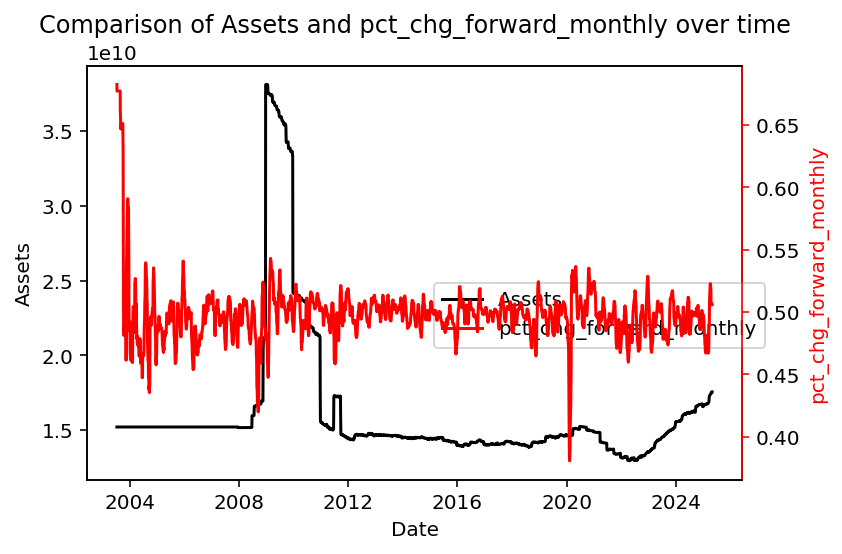 Comparison of Assets and pct_chg_forward_monthly over time
1e10
3.5
3.0
2.5
2.0
1.5
Assets
0.65
0.60
0.55
0.50
0.45
0.40
pct_chg_forward_monthly
Assets
pct_chg_forward_monthly
2004 2008 2012 2016 2020 2024
Date